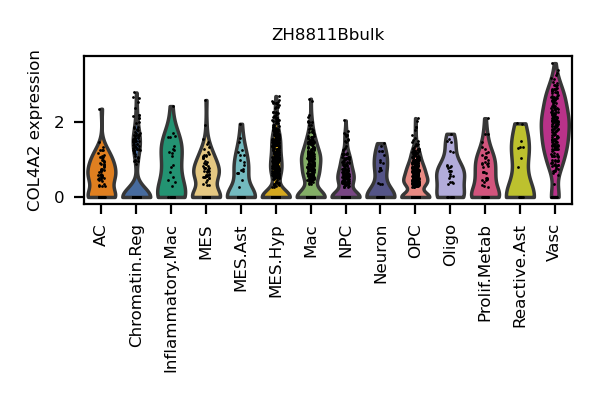 ZH8811Bbulk
COL4A2 expression
2
0
AC
Chromatin.Reg
Inflammatory.Mac
MES
MES.Ast
MES.Hyp
Mac
NPC
Neuron
OPC
Oligo
Prolif.Metab
Reactive.Ast
Vasc